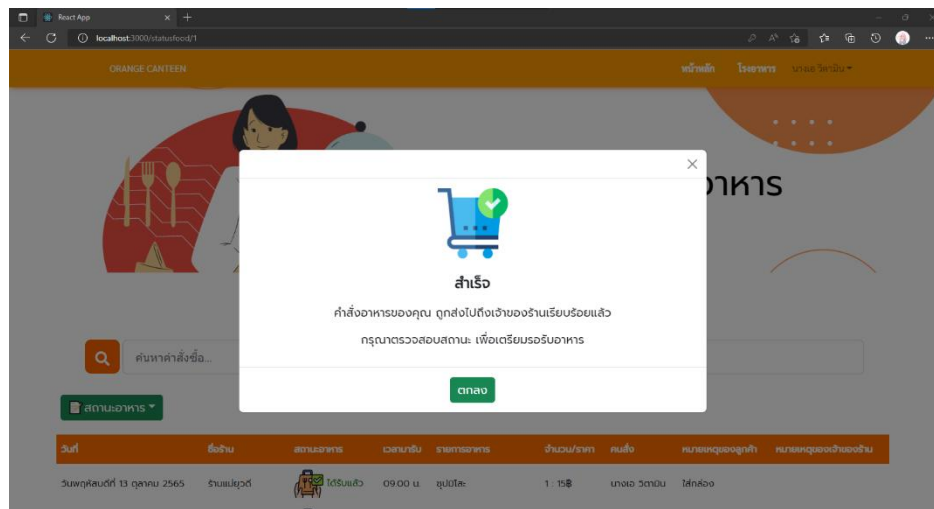 React App
localhost:3000/statusfood/1
ORANGE CANTEEN
หน้าหลัก โรงอาหาร นางเอ วิตามิน
อาหาร
สำเร็จ
คำสั่งอาหารของคุณ ถูกส่งไปถึงเจ้าของร้านเรียบร้อยแล้ว
กรุณาตรวจสอบสถานะ เพื่อเตรียมรอรับอาหาร
ค้นหาคำสั่งซื้อ...
ตกลง
สถานะอาหาร
วันที่ ชื่อร้าน สถานะอาหาร เวลามารับ รายการอาหาร จำนวน/ราคา คนสั่ง หมายเหตุของลูกค้า หมายเหตุของเจ้าของร้าน
วันพฤหัสบดีที่ 13 ตุลาคม 2565 ร้านแม่ยุวดี ได้รับแล้ว 09.00 น. ซุปมิโสะ 1 : 15฿ นางเอ วิตามิน ใส่กล่อง